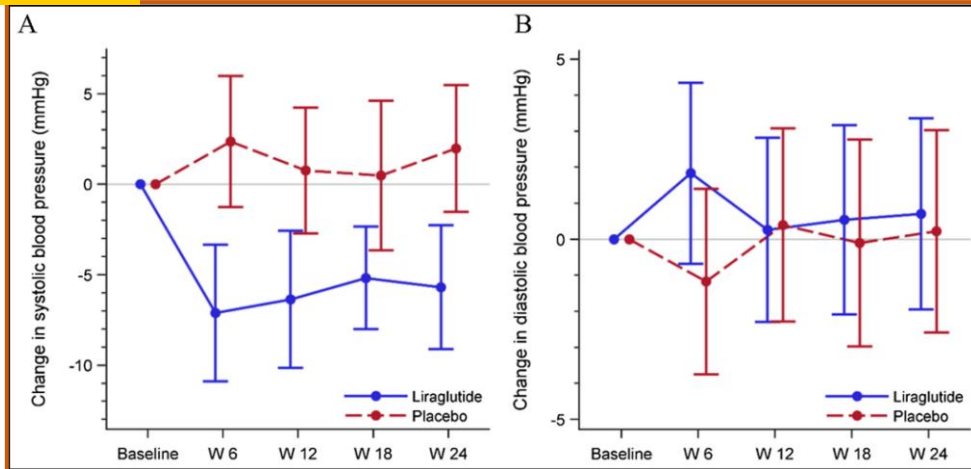 A
Change in systolic blood pressure (mmHg)
5
0
-5
-10
Liraglutide
Placebo
Baseline W 6 W 12 W 18 W 24
B
Change in diastolic blood pressure (mmHg)
5
0
-5
Liraglutide
Placebo
Baseline W 6 W 12 W 18 W 24